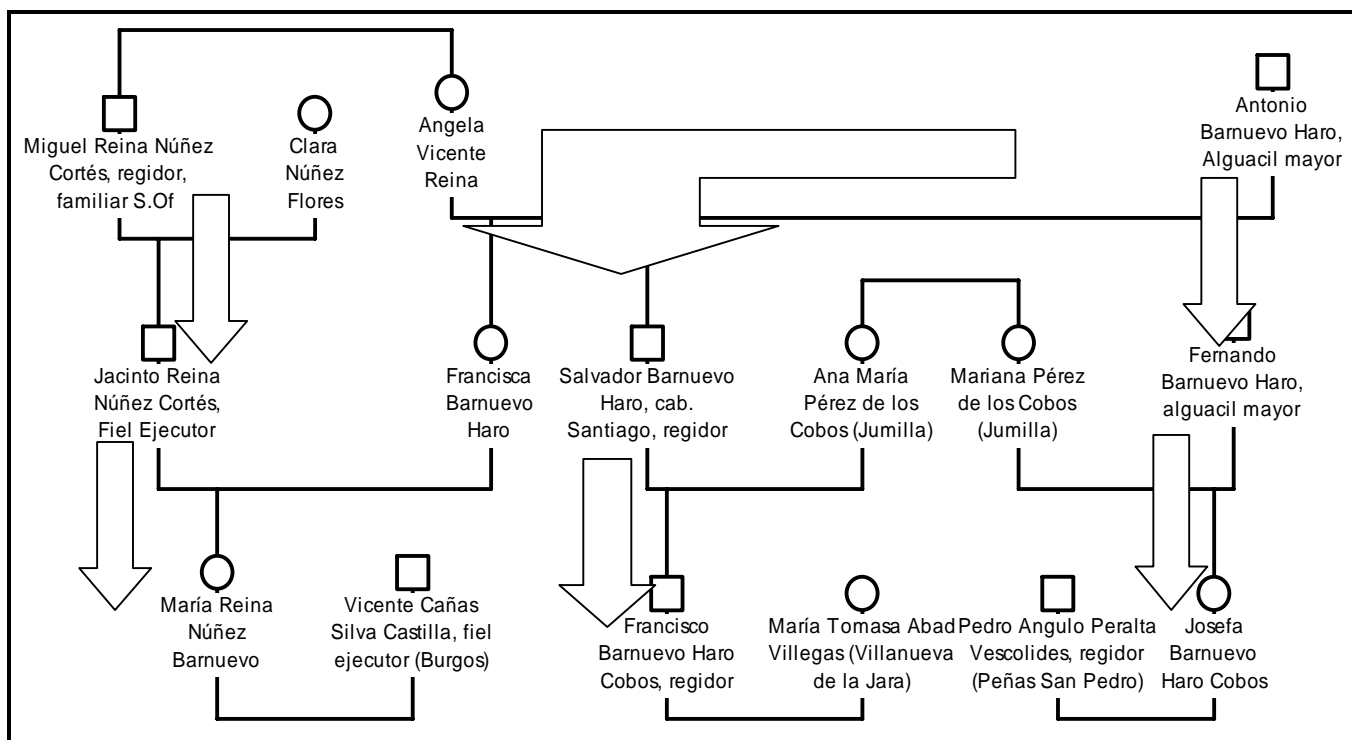 Miguel Reina Núñez
Cortés, regidor,
familiar S.Of
Clara
Núñez
Flores
Angela
Vicente
Reina
Antonio
Barnuevo Haro,
Alguacil mayor
Jacinto Reina
Núñez Cortés,
Fiel Ejecutor
Francisca
Barnuevo
Haro
Salvador Barnuevo
Haro, cab.
Santiago, regidor
Ana María
Pérez de los
Cobos (Jumilla)
Mariana Pérez
de los Cobos
(Jumilla)
Fernando
Barnuevo Haro,
alguacil mayor
María Reina
Núñez
Barnuevo
Vicente Cañas
Silva Castilla, fiel
ejecutor (Burgos)
Francisco
Barnuevo Haro
Cobos, regidor
María Tomasa Abad
Villegas (Villanueva
de la Jara)
Pedro Angulo Peralta
Vescolides, regidor
(Peñas San Pedro)
Josefa
Barnuevo
Haro Cobos